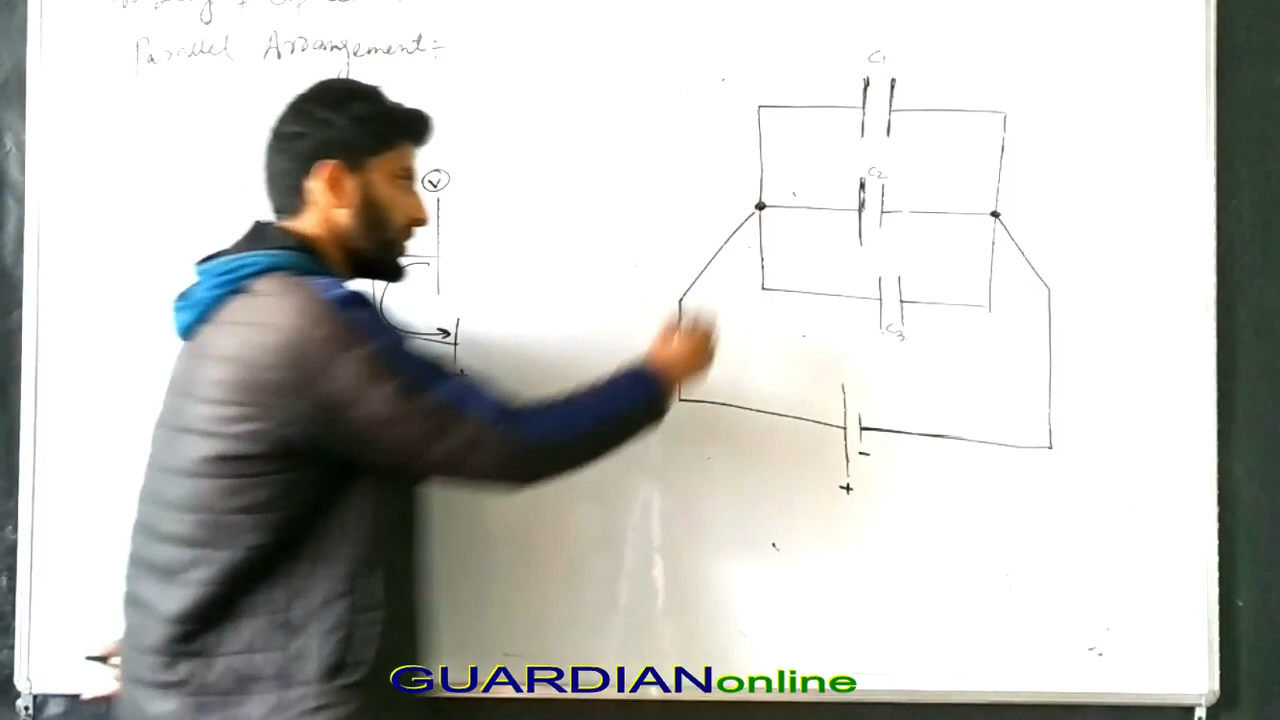 Parallel Arrangement:-
C1
V
C2
C3
+
-
+
GUARDIANonline